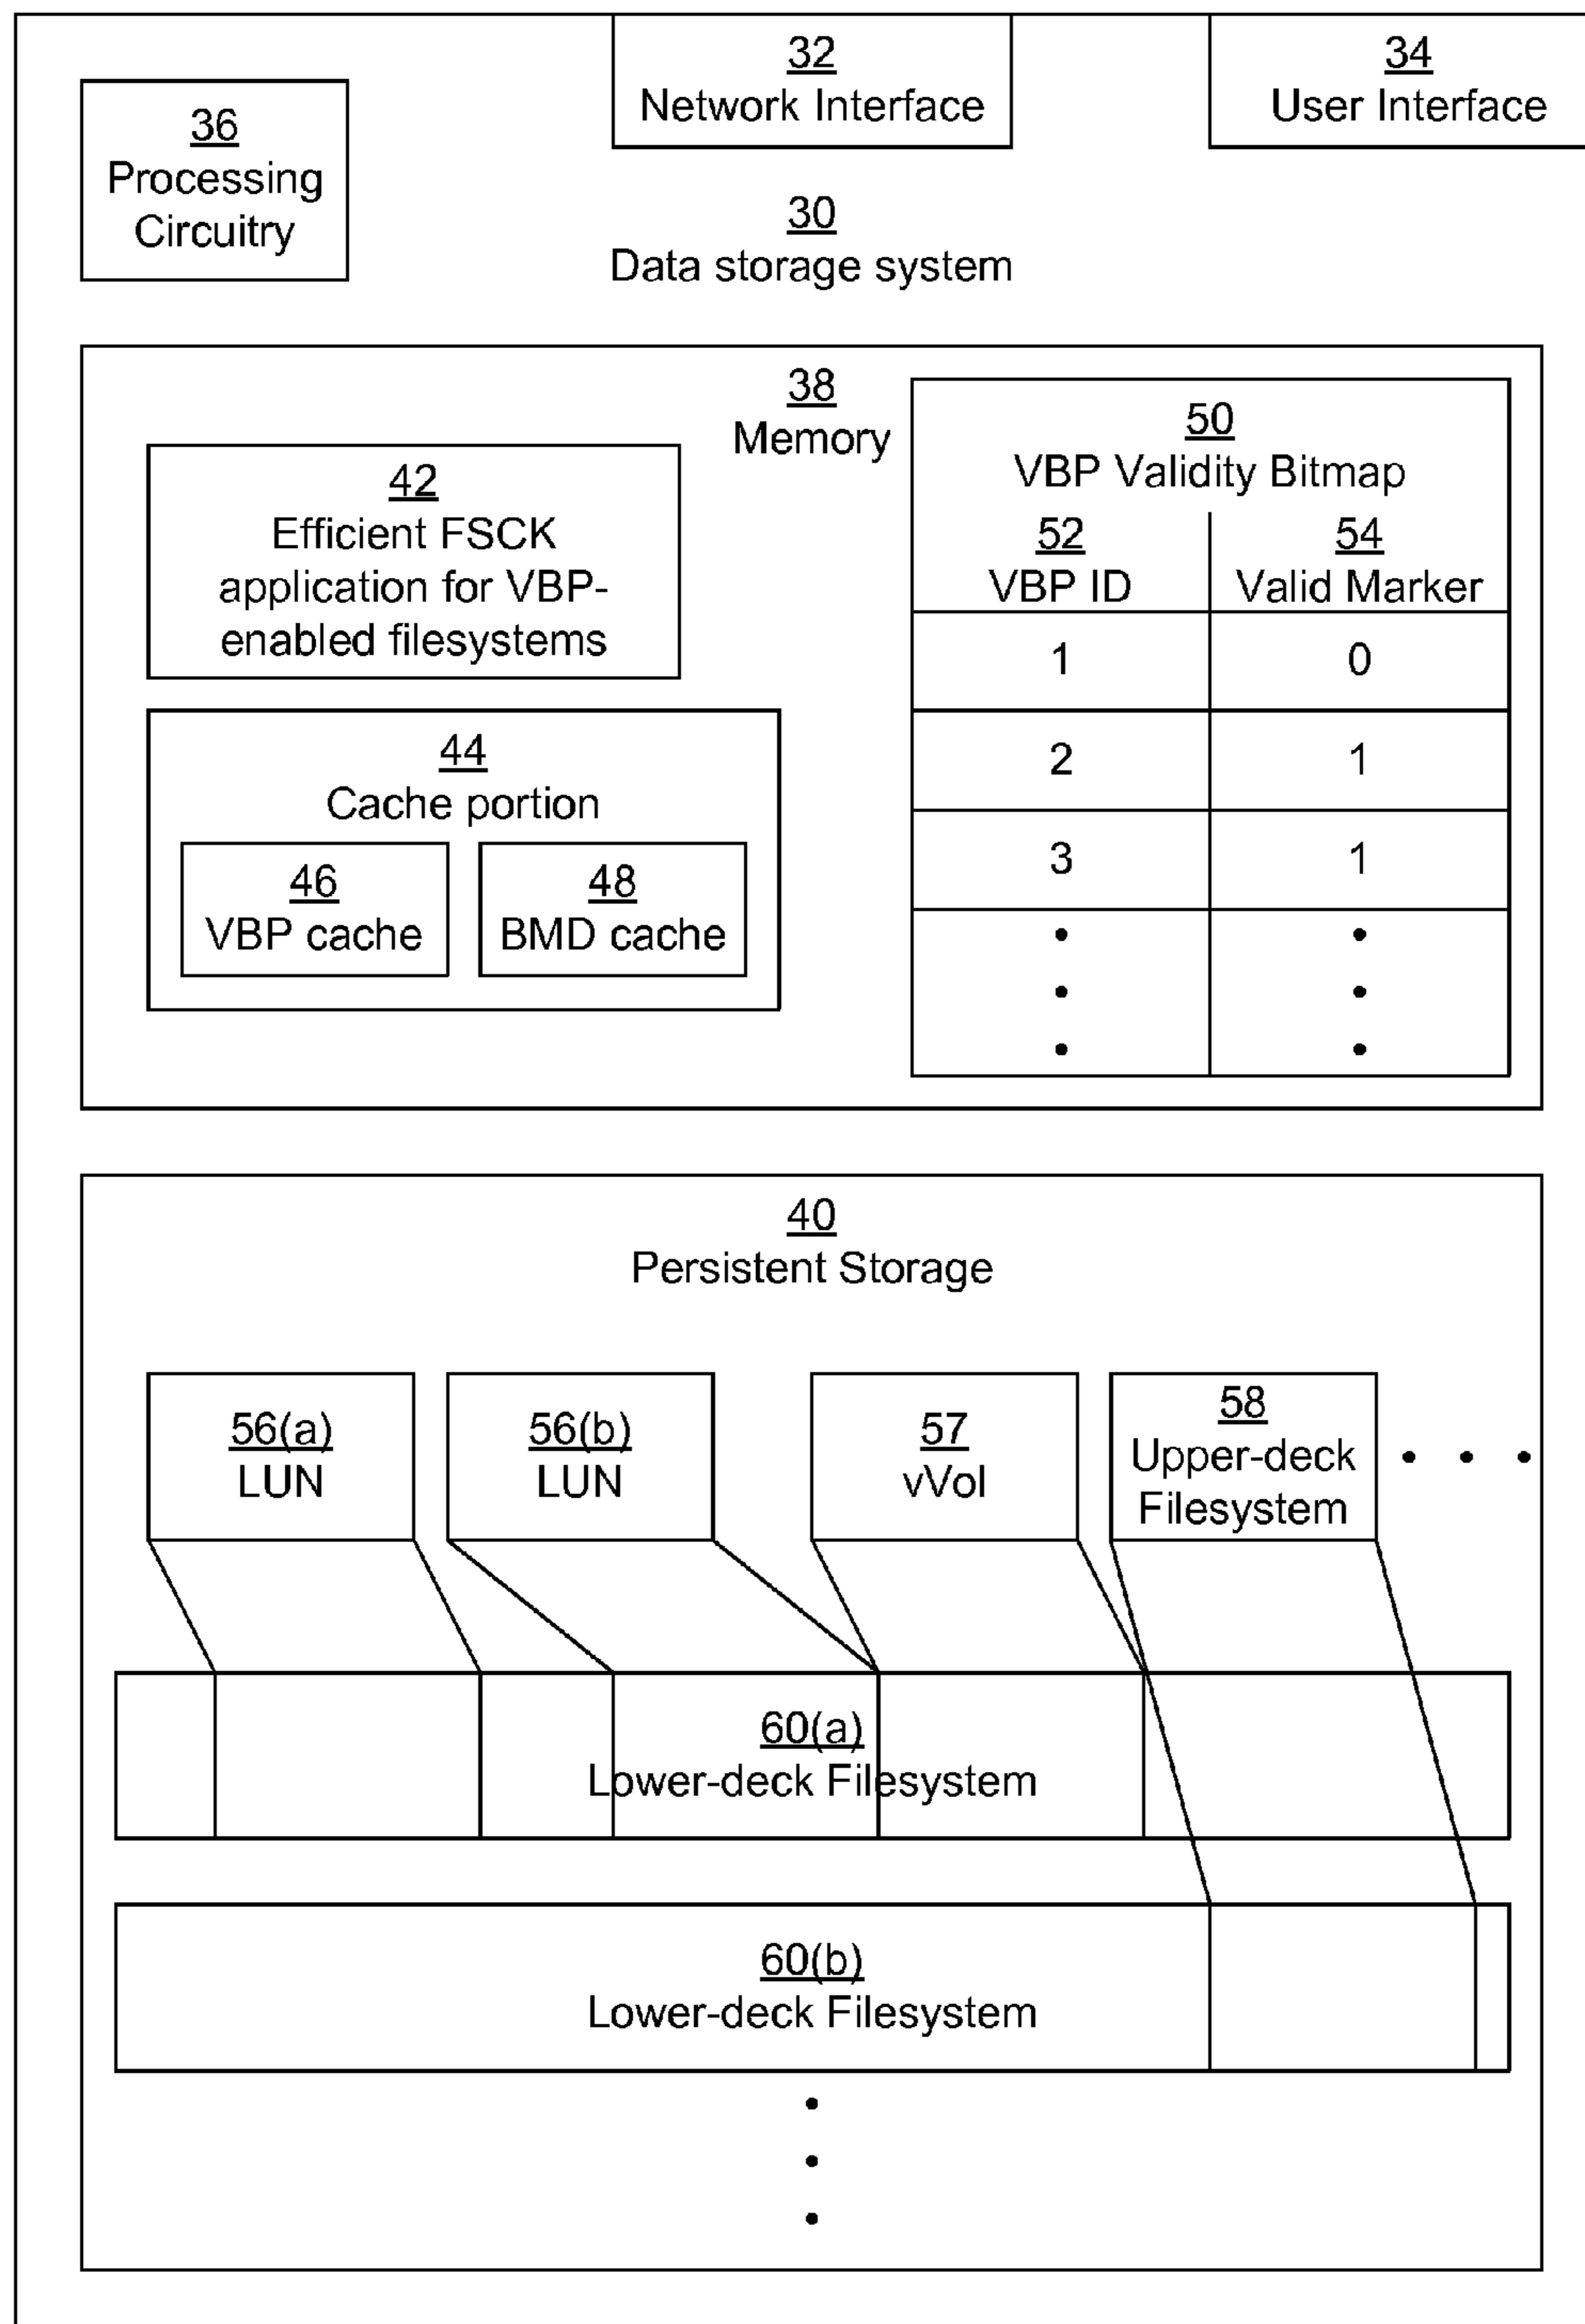 32
Network Interface
34
User Interface
36
Processing
Circuitry
30
Data storage system
38
Memory
42
Efficient FSCK
application for VBP-
enabled filesystems
44
Cache portion
46
VBP cache
48
BMD cache
50
VBP Validity Bitmap
52
VBP ID
54
Valid Marker
1 0
2 1
3 1
40
Persistent Storage
56(a)
LUN
56(b)
LUN
57
vVol
58
Upper-deck
Filesystem
60(a)
Lower-deck Filesystem
60(b)
Lower-deck Filesystem